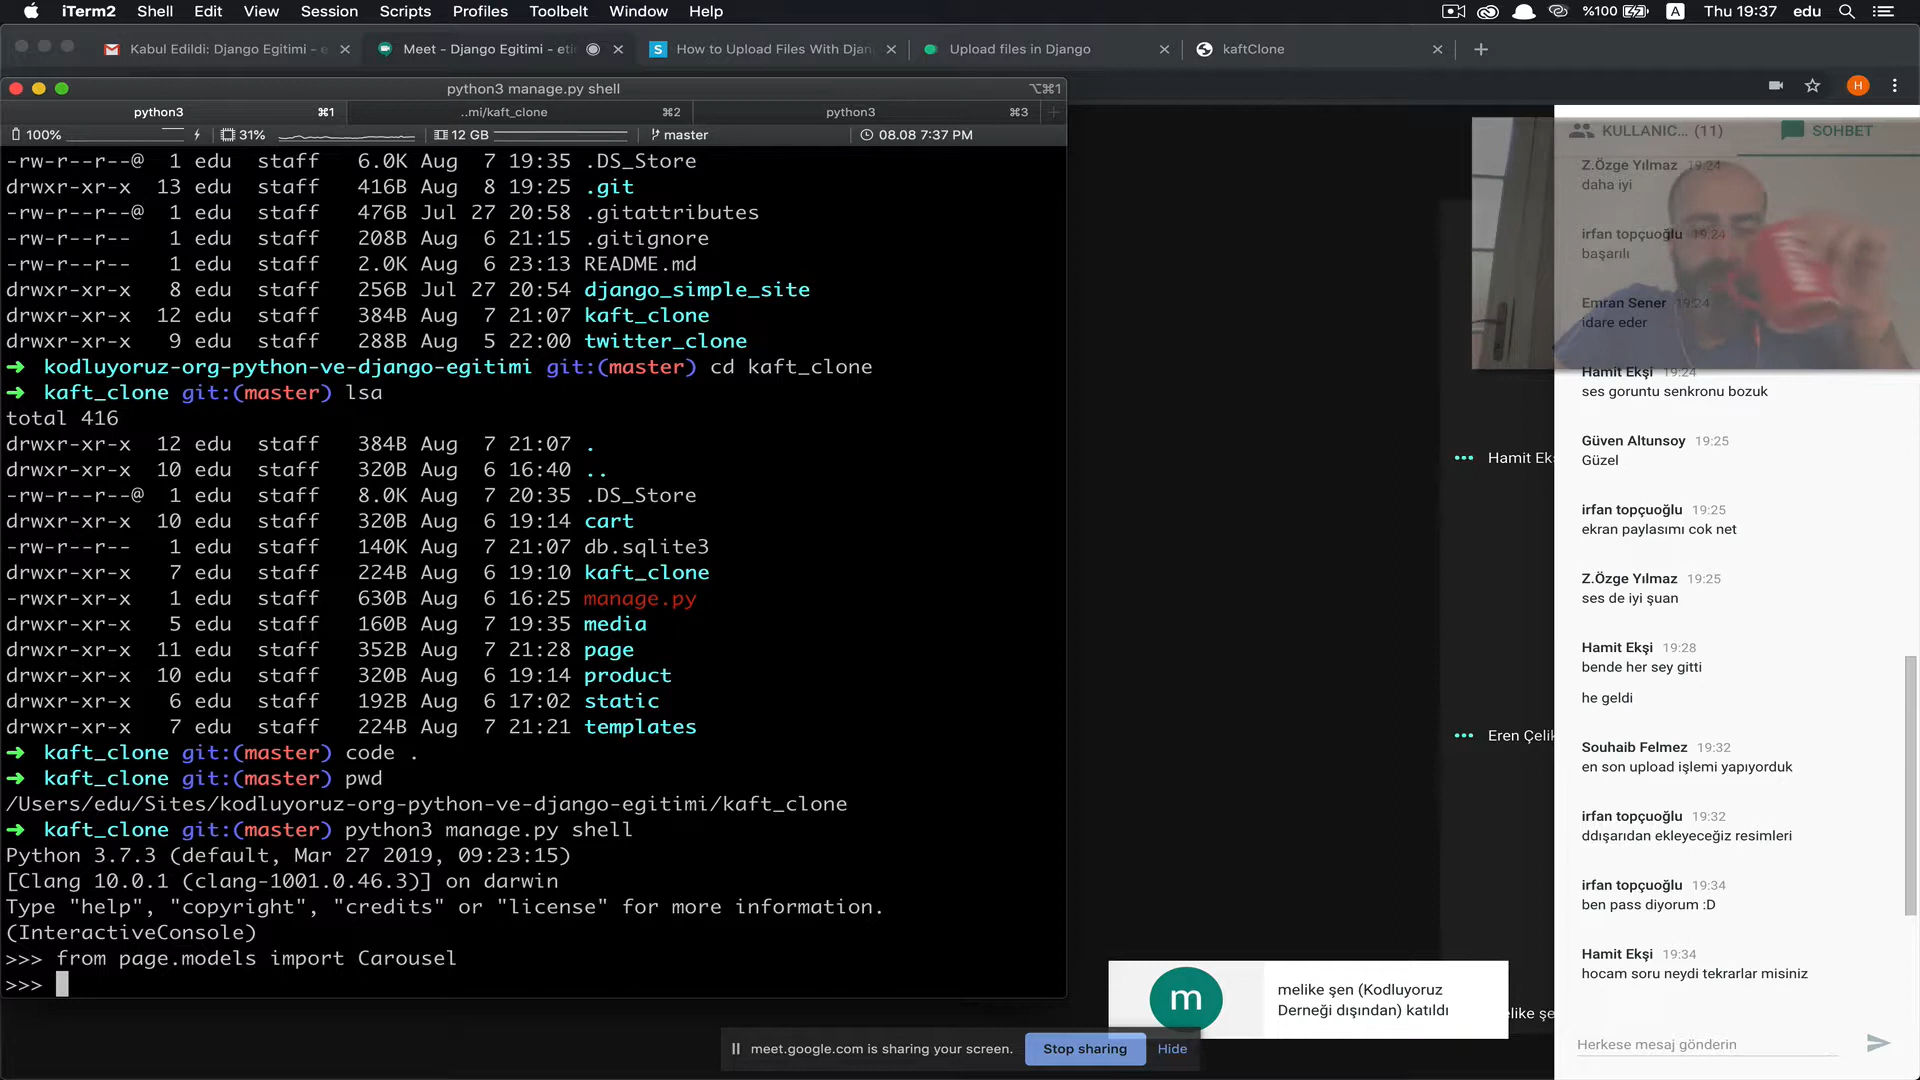 iTerm2 Shell Edit View Session Scripts Profiles Toolbelt Window Help %100 A Thu 19:37 edu
Kabul Edildi: Django Egitimi - e Meet - Django Egitimi - eti How to Upload Files With Djan Upload files in Django kaftClone
python3 manage.py shell ⌥⌘1
python3 ⌘1 ..mi/kaft_clone ⌘2 python3 ⌘3
100% 31% 12 GB master 08.08 7:37 PM
-rw-r--r--@ 1 edu staff 6.0K Aug 7 19:35 .DS_Store
drwxr-xr-x 13 edu staff 416B Aug 8 19:25 .git
-rw-r--r--@ 1 edu staff 476B Jul 27 20:58 .gitattributes
-rw-r--r-- 1 edu staff 208B Aug 6 21:15 .gitignore
-rw-r--r-- 1 edu staff 2.0K Aug 6 23:13 README.md
drwxr-xr-x 8 edu staff 256B Jul 27 20:54 django_simple_site
drwxr-xr-x 12 edu staff 384B Aug 7 21:07 kaft_clone
drwxr-xr-x 9 edu staff 288B Aug 5 22:00 twitter_clone
➜ kodluyoruz-org-python-ve-django-egitimi git:(master) cd kaft_clone
➜ kaft_clone git:(master) lsa
total 416
drwxr-xr-x 12 edu staff 384B Aug 7 21:07 .
drwxr-xr-x 10 edu staff 320B Aug 6 16:40 ..
-rw-r--r--@ 1 edu staff 8.0K Aug 7 20:35 .DS_Store
drwxr-xr-x 10 edu staff 320B Aug 6 19:14 cart
-rw-r--r-- 1 edu staff 140K Aug 7 21:07 db.sqlite3
drwxr-xr-x 7 edu staff 224B Aug 6 19:10 kaft_clone
-rwxr-xr-x 1 edu staff 630B Aug 6 16:25 manage.py
drwxr-xr-x 5 edu staff 160B Aug 7 19:35 media
drwxr-xr-x 11 edu staff 352B Aug 7 21:28 page
drwxr-xr-x 10 edu staff 320B Aug 6 19:14 product
drwxr-xr-x 6 edu staff 192B Aug 6 17:02 static
drwxr-xr-x 7 edu staff 224B Aug 7 21:21 templates
➜ kaft_clone git:(master) code .
➜ kaft_clone git:(master) pwd
/Users/edu/Sites/kodluyoruz-org-python-ve-django-egitimi/kaft_clone
➜ kaft_clone git:(master) python3 manage.py shell
Python 3.7.3 (default, Mar 27 2019, 09:23:15)
[Clang 10.0.1 (clang-1001.0.46.3)] on darwin
Type "help", "copyright", "credits" or "license" for more information.
(InteractiveConsole)
>>> from page.models import Carousel
>>>
H
KULLANIC... (11) SOHBET
Z.Özge Yılmaz 19:24
daha iyi
irfan topçuoğlu 19:24
başarılı
Emran Sener 19:24
idare eder
Hamit Ekşi 19:24
ses goruntu senkronu bozuk
Güven Altunsoy 19:25
Güzel
irfan topçuoğlu 19:25
ekran paylasımı cok net
Z.Özge Yılmaz 19:25
ses de iyi şuan
Hamit Ekşi 19:28
bende her sey gitti
he geldi
Souhaib Felmez 19:32
en son upload işlemi yapıyorduk
irfan topçuoğlu 19:32
ddışarıdan ekleyeceğiz resimleri
irfan topçuoğlu 19:34
ben pass diyorum :D
Hamit Ekşi 19:34
hocam soru neydi tekrarlar misiniz
Herkese mesaj gönderin
Hamit Ekş
Eren Çelik
elike şe
m
melike şen (Kodluyoruz
Derneği dışından) katıldı
meet.google.com is sharing your screen. Stop sharing Hide